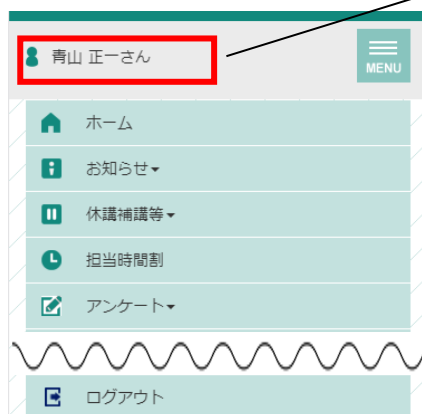 青山 正一さん
MENU
ホーム
お知らせ▾
休講補講等▾
担当時間割
アンケート▾
ログアウト